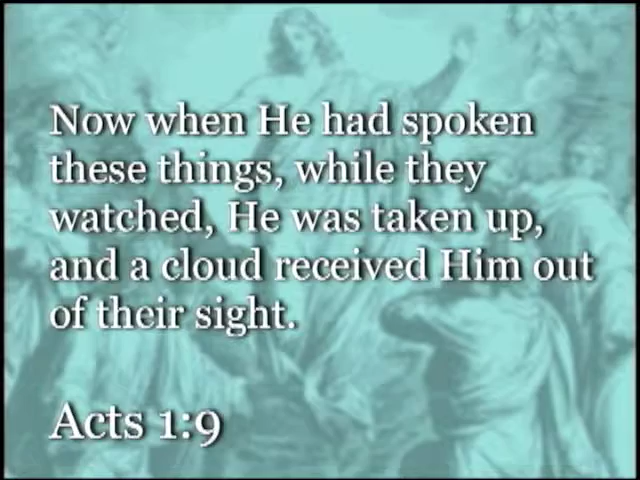 Now when He had spoken
these things, while they
watched, He was taken up,
and a cloud received Him out
of their sight.
Acts 1:9